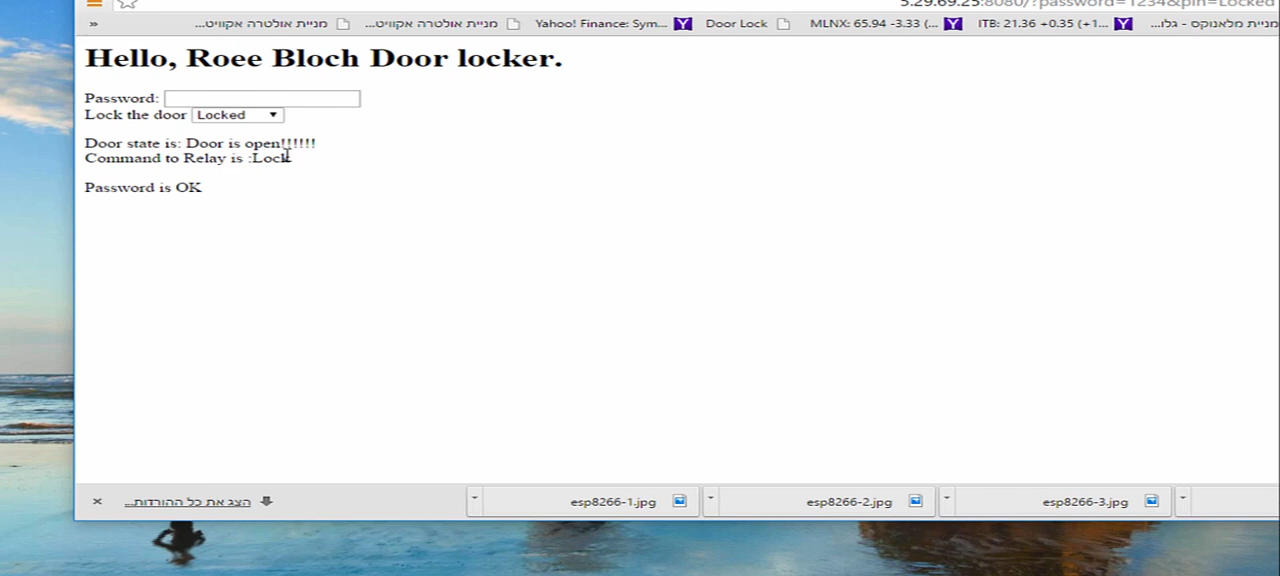 5.29.69.25:8080/?password=1234&pin=Locked
» מניית אולטרה אקוויט... מניית אולטרה אקוויט... Yahoo! Finance: Sym... Door Lock MLNX: 65.94 -3.33 (... ITB: 21.36 +0.35 (+1... מניית מלאנוקס - גלו...
Hello, Roee Bloch Door locker.
Password:
Lock the door Locked
Door state is: Door is open!!!!!!
Command to Relay is :Lock
Password is OK
הצג את כל ההורדות... esp8266-1.jpg esp8266-2.jpg esp8266-3.jpg